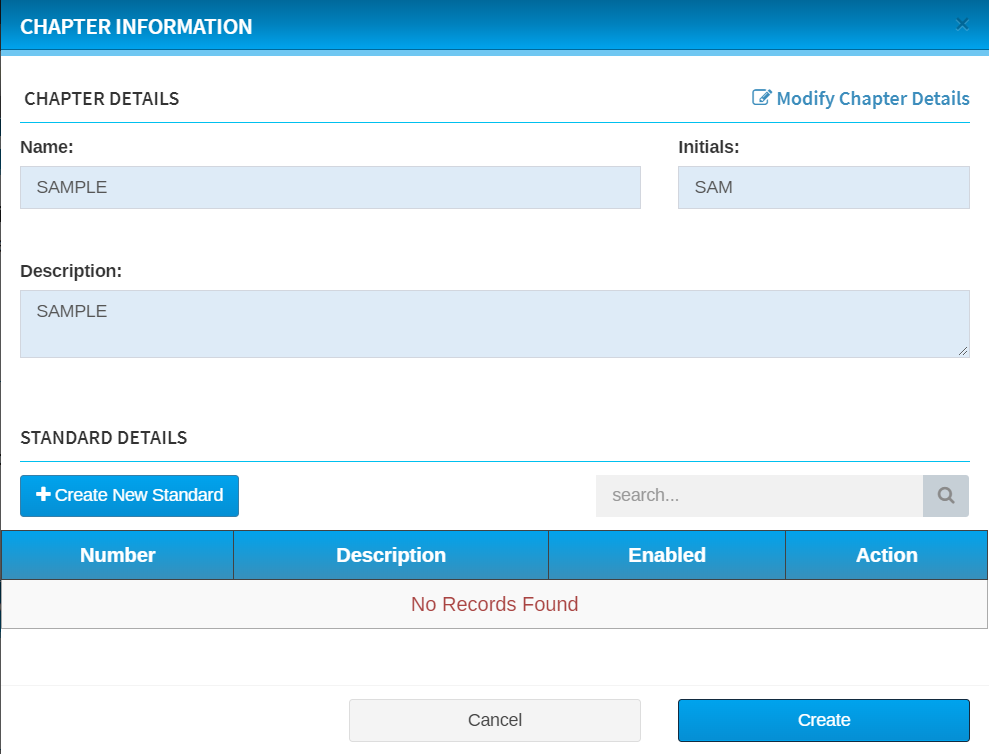 CHAPTER INFORMATION ×
CHAPTER DETAILS Modify Chapter Details
Name: Initials:
SAMPLE SAM
Description:
SAMPLE
STANDARD DETAILS
Create New Standard search...
Number Description Enabled Action
No Records Found
Cancel Create